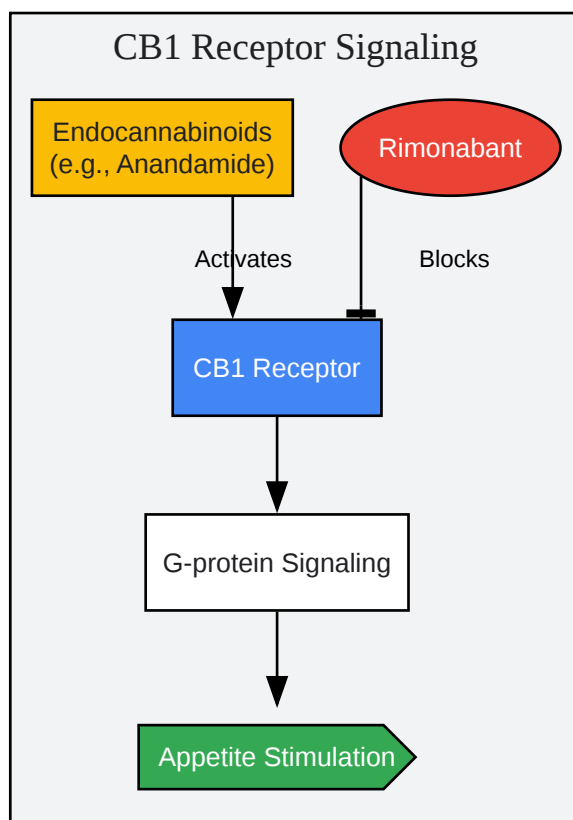 CB1 Receptor Signaling
Endocannabinoids
(e.g., Anandamide)
Rimonabant
Activates
Blocks
CB1 Receptor
G-protein Signaling
Appetite Stimulation